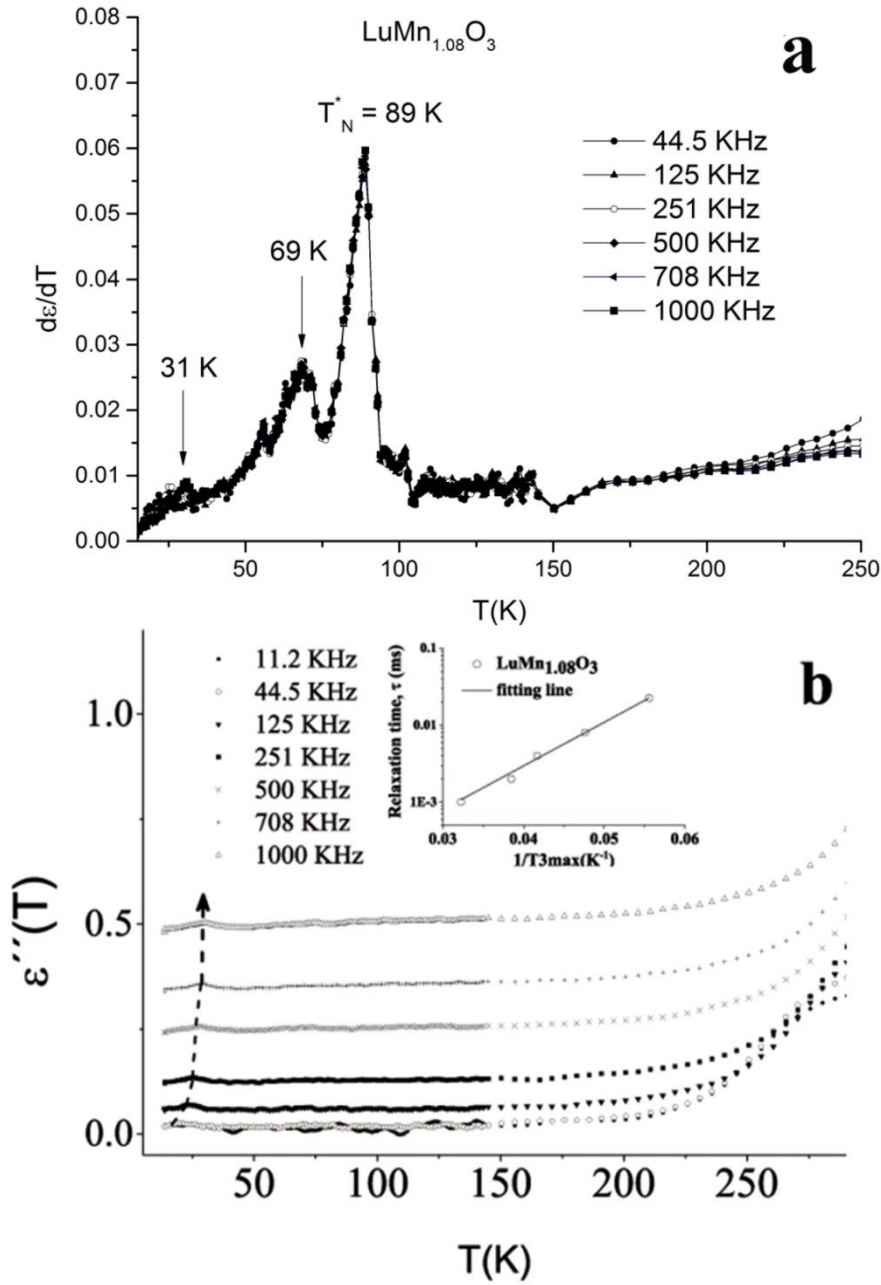 LuMn1.08O3
a
T*N = 89 K
69 K
31 K
44.5 KHz
125 KHz
251 KHz
500 KHz
708 KHz
1000 KHz
dε/dT
0.08
0.07
0.06
0.05
0.04
0.03
0.02
0.01
0.00
50 100 150 200 250
T(K)
b
11.2 KHz
44.5 KHz
125 KHz
251 KHz
500 KHz
708 KHz
1000 KHz
Relaxation time, τ (ms)
0.1
0.01
1E-3
LuMn1.08O3
fitting line
0.03 0.04 0.05 0.06
1/T3max(K-1)
ε´´(T)
1.0
0.5
0.0
50 100 150 200 250
T(K)